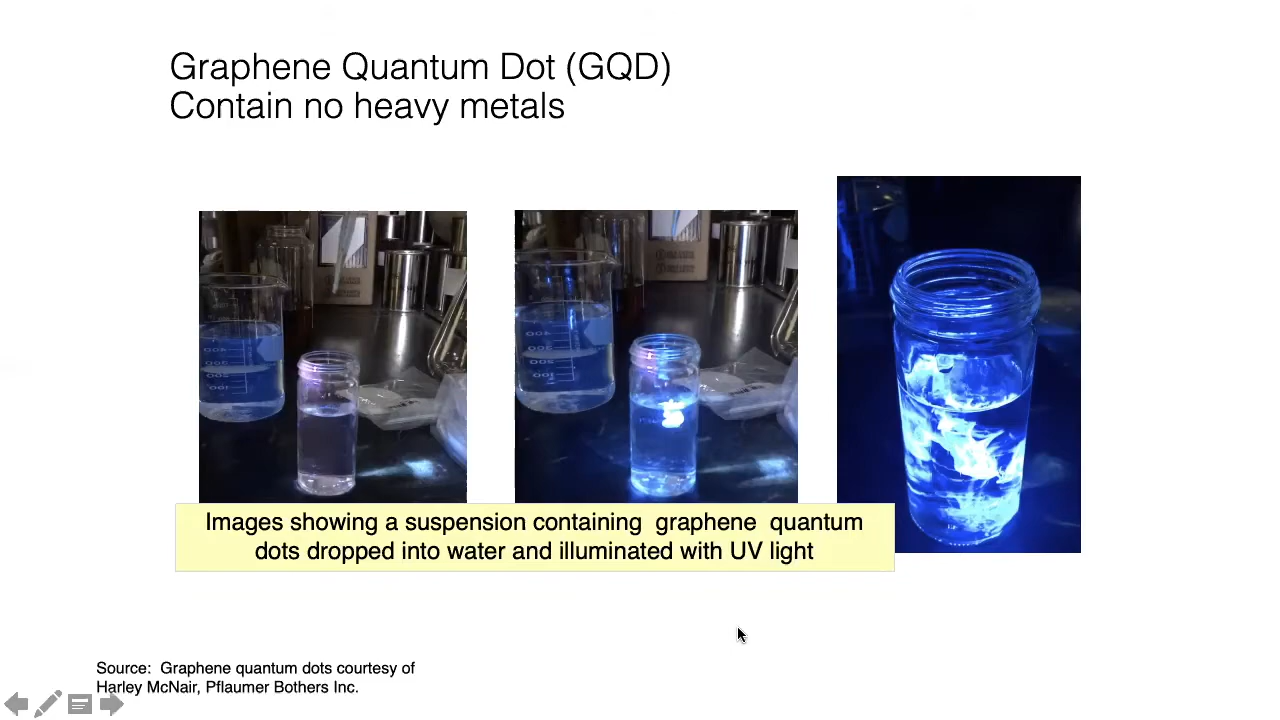 Graphene Quantum Dot (GQD)
Contain no heavy metals
Images showing a suspension containing graphene quantum
dots dropped into water and illuminated with UV light
Source: Graphene quantum dots courtesy of
Harley McNair, Pflaumer Bothers Inc.